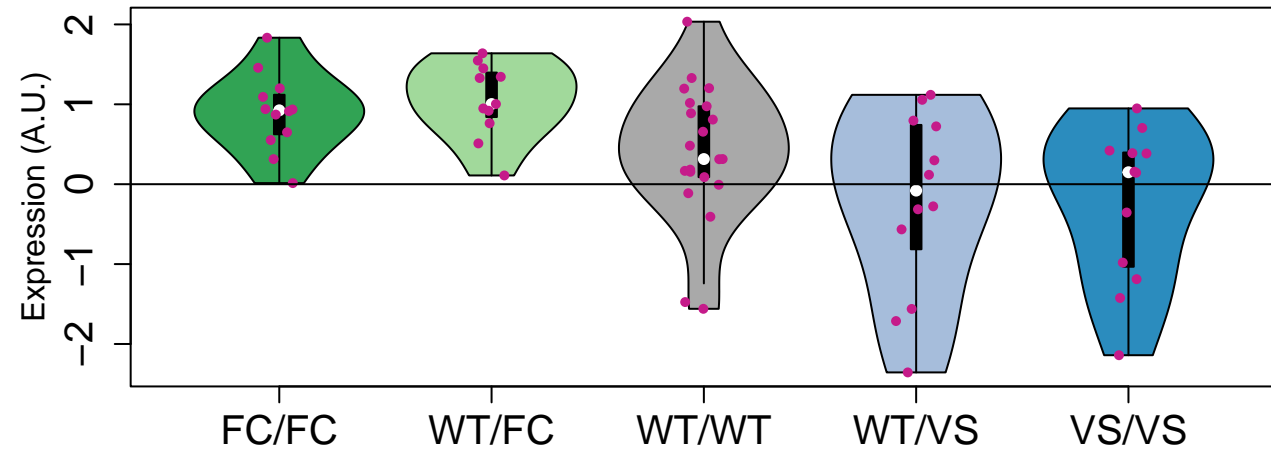 Expression (A.U.)
2
1
0
−1
−2
FC/FC
WT/FC
WT/WT
WT/VS
VS/VS